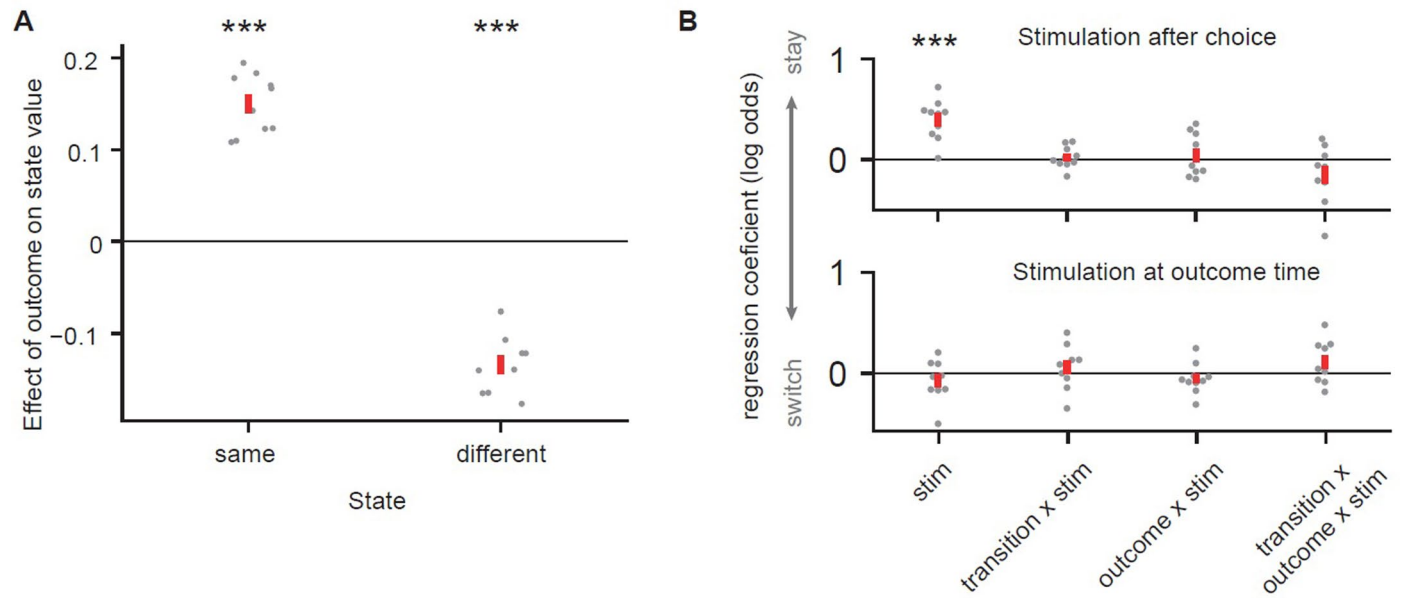 A
***
***
Effect of outcome on state value
0.2
0.1
0
−0.1
same
different
State
B
regression coeficient (log odds)
stay
switch
***
Stimulation after choice
1
0
Stimulation at outcome time
1
0
stim
transition x stim
outcome x stim
transition x
outcome x stim